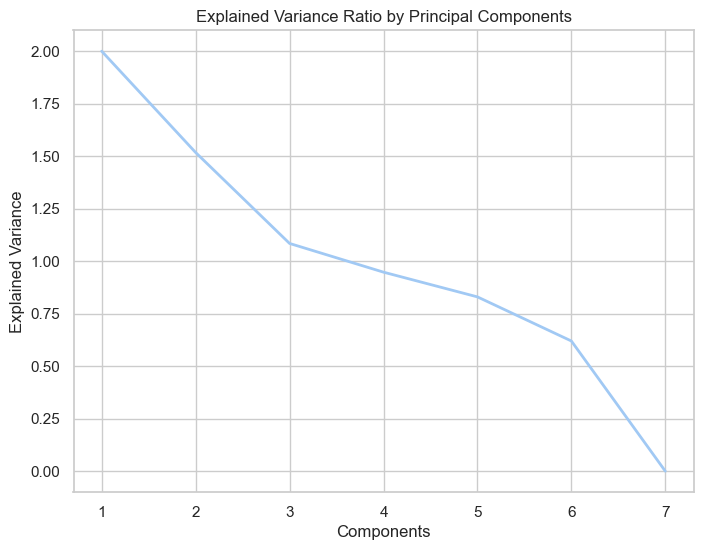 Explained Variance Ratio by Principal Components
2.00
1.75
1.50
1.25
1.00
0.75
0.50
0.25
0.00
Explained Variance
1 2 3 4 5 6 7
Components